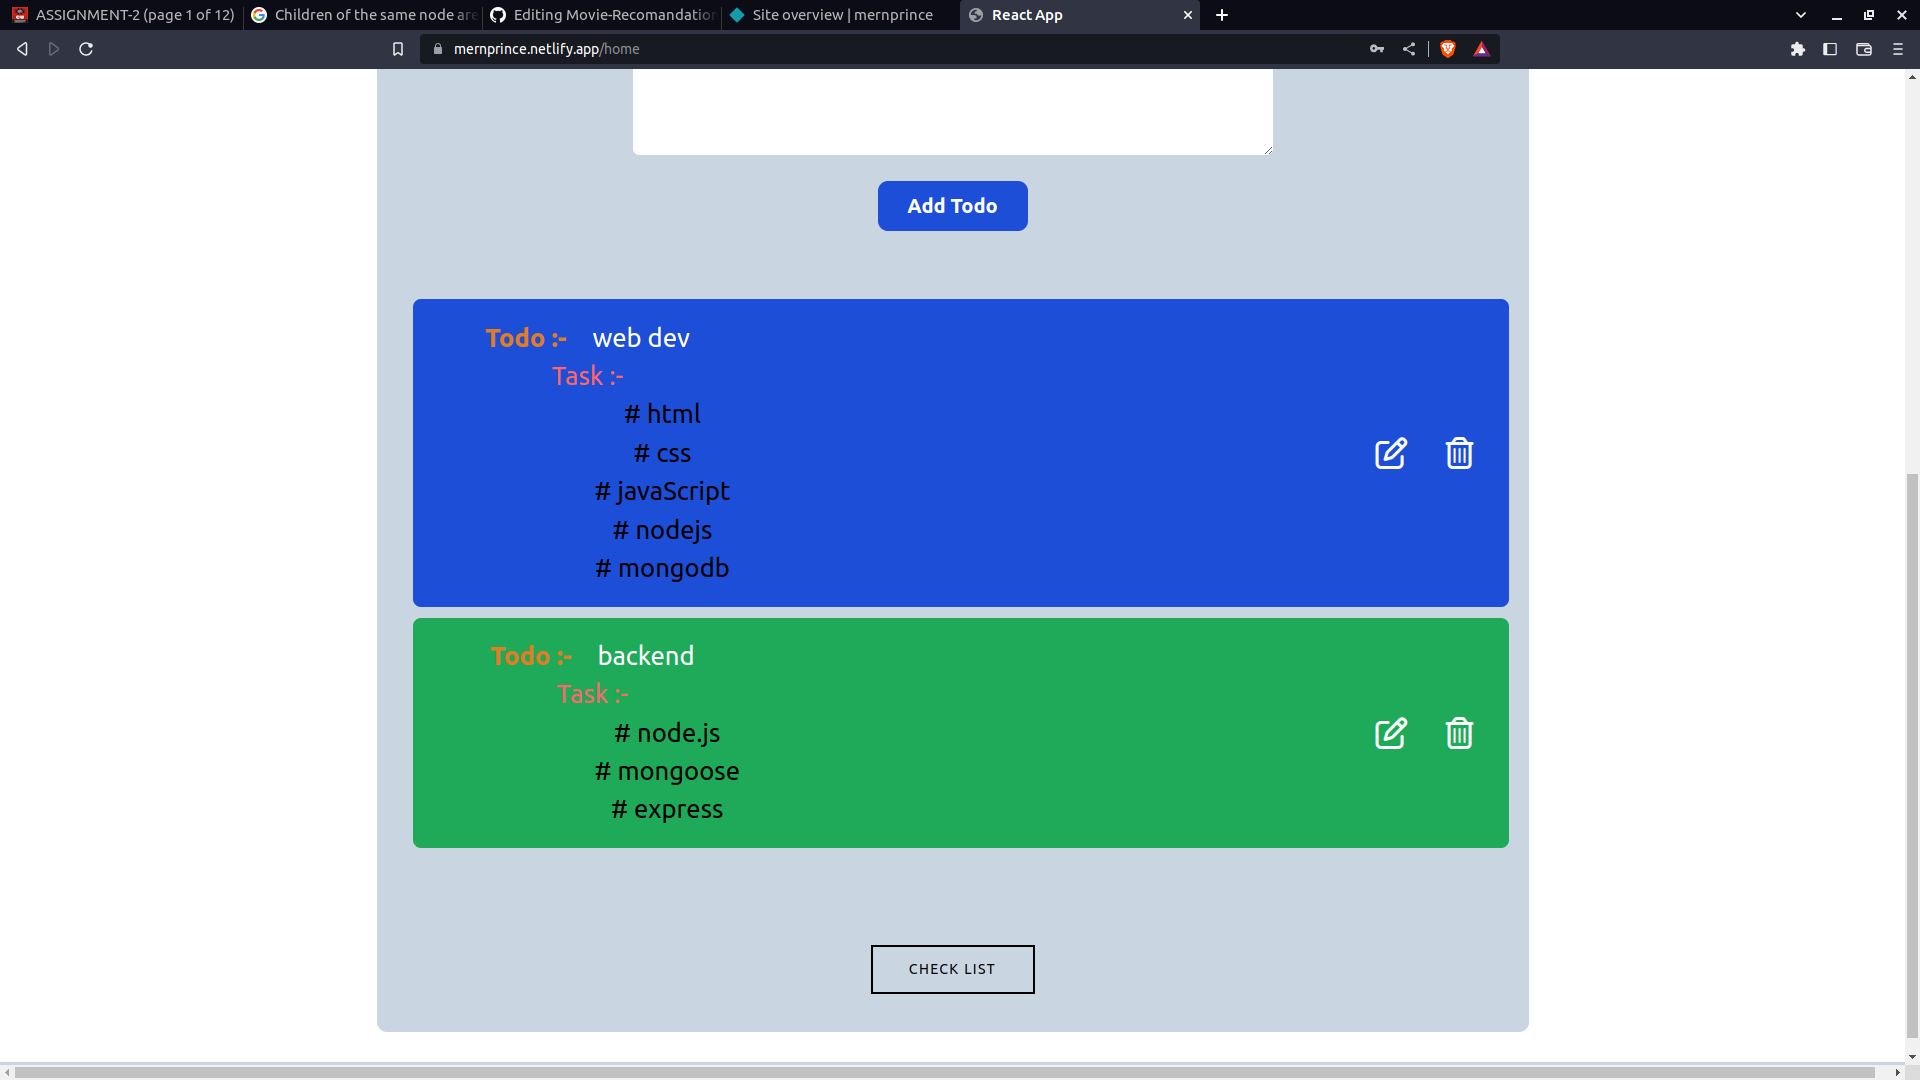 ASSIGNMENT-2 (page 1 of 12)
Children of the same node are
Editing Movie-Recomandation
Site overview | mernprince
React App
mernprince.netlify.app/home
Add Todo
Todo :- web dev
Task :-
# html
# css
# javaScript
# nodejs
# mongodb
Todo :- backend
Task :-
# node.js
# mongoose
# express
CHECK LIST